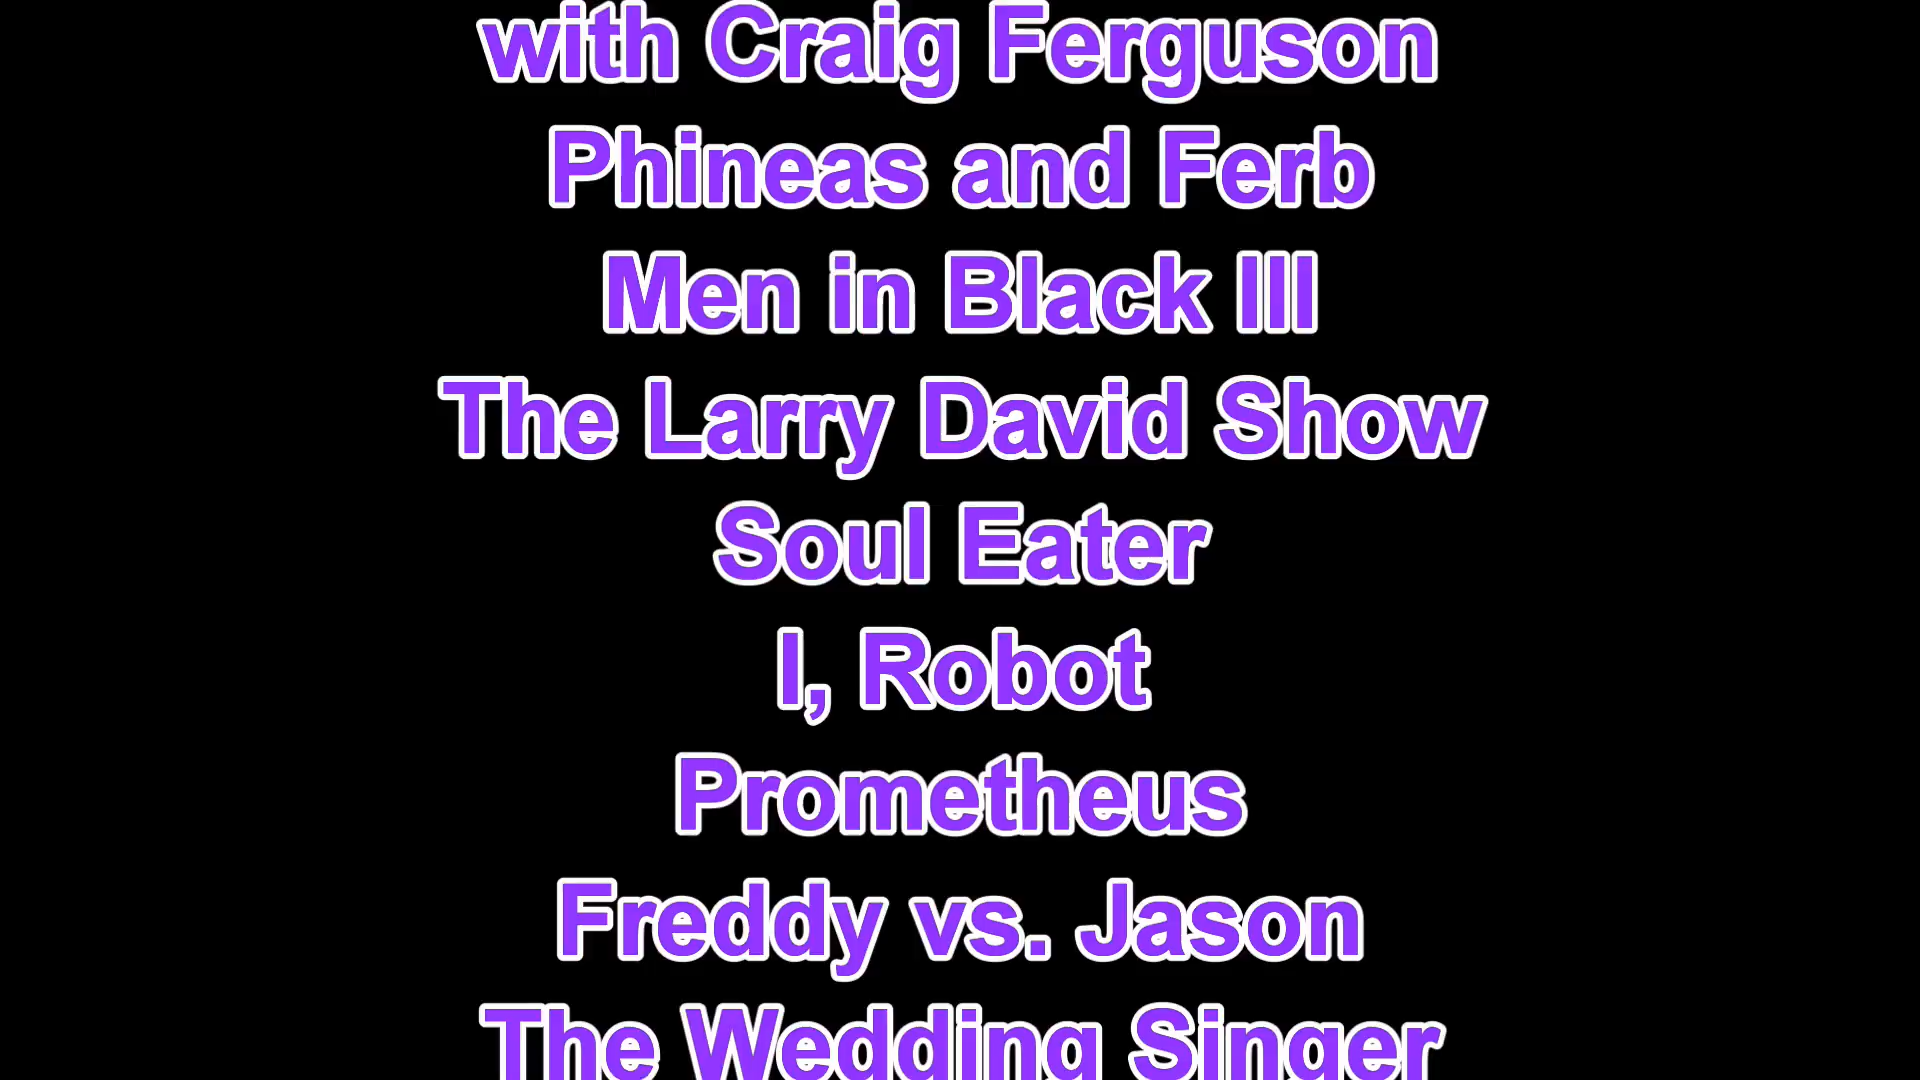 with Craig Ferguson
Phineas and Ferb
Men in Black III
The Larry David Show
Soul Eater
I, Robot
Prometheus
Freddy vs. Jason
The Wedding Singer